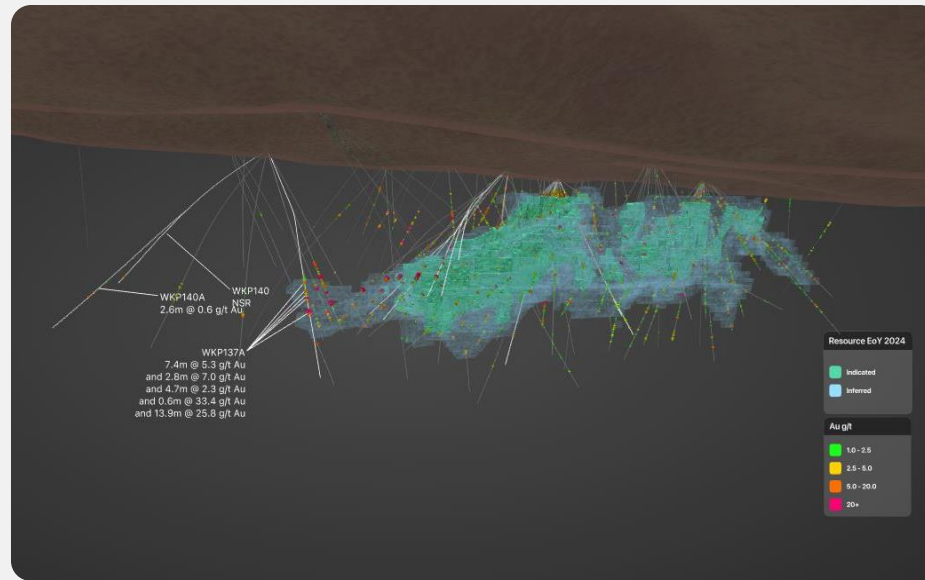 WKP140A
2.6m @ 0.6 g/t Au
WKP140
NSR
WKP137A
7.4m @ 5.3 g/t Au
and 2.8m @ 7.0 g/t Au
and 4.7m @ 2.3 g/t Au
and 0.6m @ 33.4 g/t Au
and 13.9m @ 25.8 g/t Au
Resource EoY 2024
Indicated
Inferred
Au g/t
1.0 - 2.5
2.5 - 5.0
5.0 - 20.0
20+